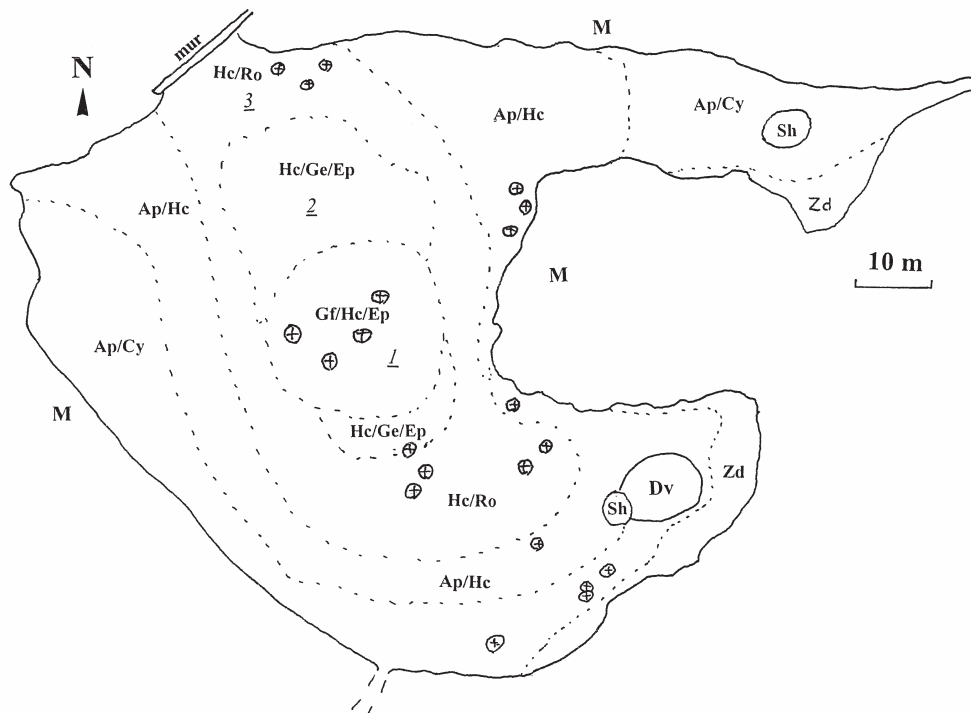 M
mur
N
Hc/Ro
3
Ap/Hc
Ap/Cy
Sh
Hc/Ge/Ep
2
Ap/Hc
Zd
M
10 m
Gf/Hc/Ep
1
Ap/Cy
M
Hc/Ge/Ep
Hc/Ro
Zd
Dv
Sh
Ap/Hc